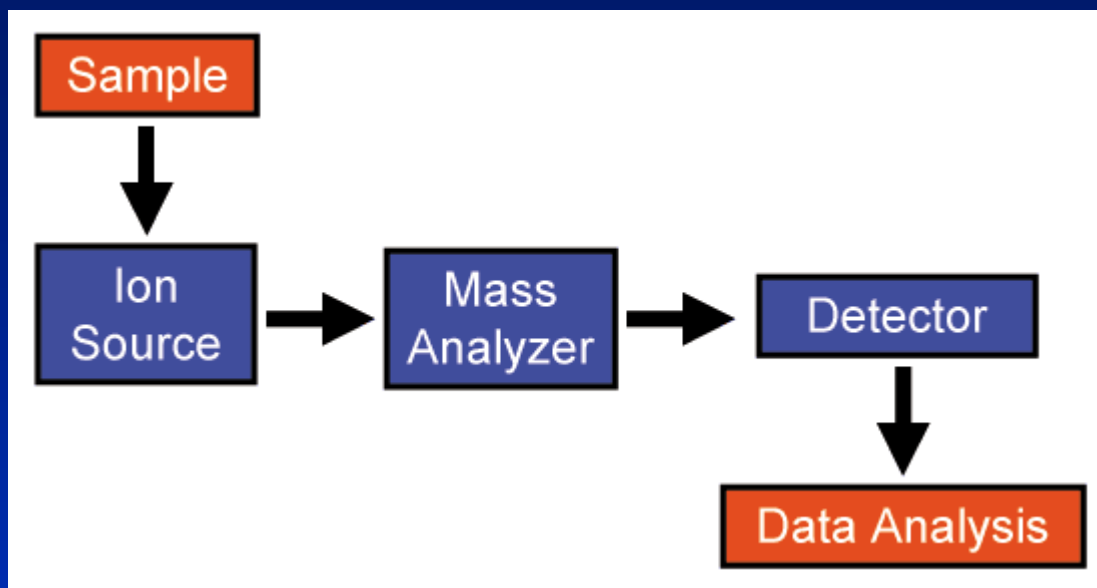 Sample
Ion
Source
Mass
Analyzer
Detector
Data Analysis